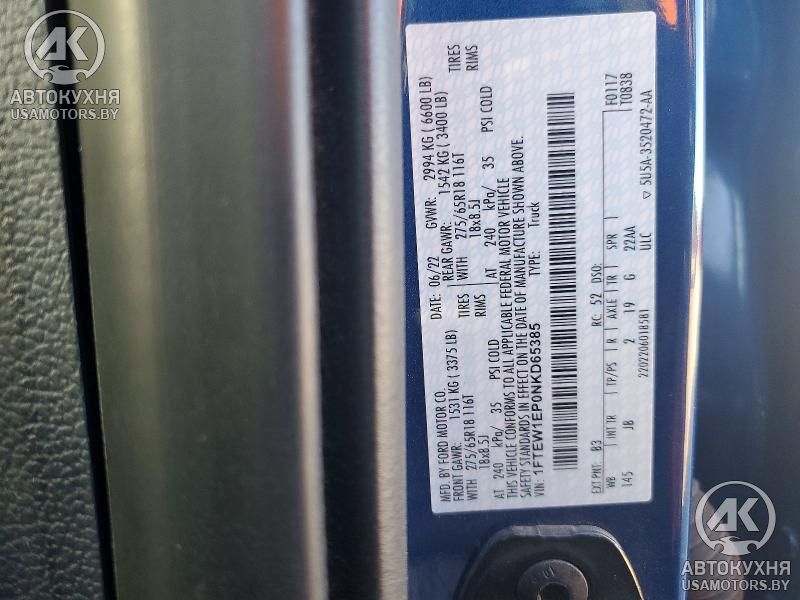 AK
АВТОКУХНЯ
USAMOTORS.BY
MFD. BY FORD MOTOR CO.
DATE: 06/22 GVWR: 2994 KG ( 6600 LB)
FRONT GAWR: 1531 KG ( 3375 LB)
REAR GAWR: 1542 KG ( 3400 LB)
WITH 275/65R18 116T TIRES
WITH 275/65R18 116T TIRES
18x8.5J RIMS
18x8.5J RIMS
AT 240 kPa/ 35 PSI COLD
AT 240 kPa/ 35 PSI COLD
THIS VEHICLE CONFORMS TO ALL APPLICABLE FEDERAL MOTOR VEHICLE
SAFETY STANDARDS IN EFFECT ON THE DATE OF MANUFACTURE SHOWN ABOVE.
VIN: 1FTEW1EP0NKD65385
TYPE: Truck
EXT PNT: B3 RC: 52 DSO: F0117
WB INT TR TP/PS R AXLE TR SPR T0838
145 JB 2 19 G 22AA
2202206018581 ULC ▽ 5U5A-3520472-AA
AK
АВТОКУХНЯ
USAMOTORS.BY